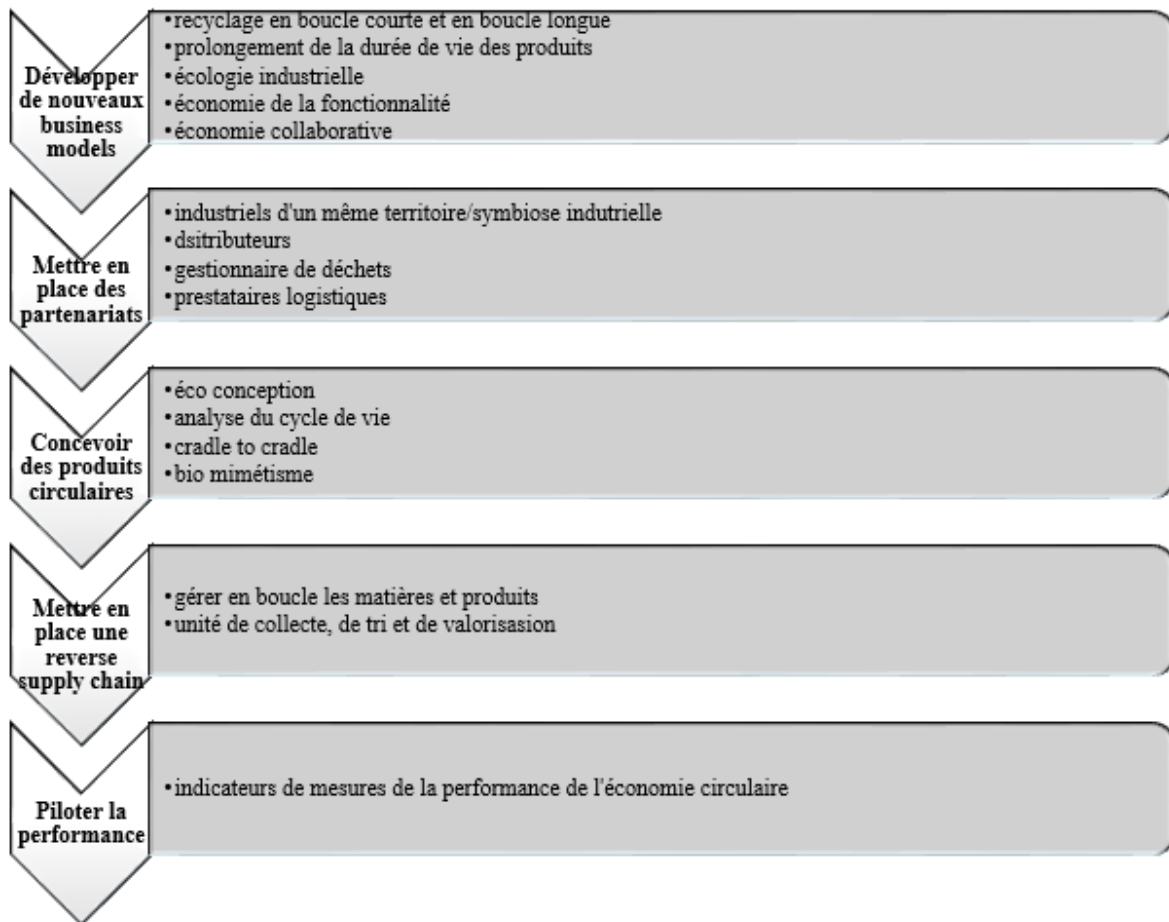 Développer
de nouveaux
business
models
•recyclage en boucle courte et en boucle longue
•prolongement de la durée de vie des produits
•écologie industrielle
•économie de la fonctionnalité
•économie collaborative
Mettre en
place des
partenariats
•industriels d'un même territoire/symbiose indutrielle
•dsitributeurs
•gestionnaire de déchets
•prestataires logistiques
Concevoir
des produits
circulaires
•éco conception
•analyse du cycle de vie
•cradle to cradle
•bio mimétisme
Mettre en
place une
reverse
supply chain
•gérer en boucle les matières et produits
•unité de collecte, de tri et de valorisasion
Piloter la
performance
•indicateurs de mesures de la performance de l'économie circulaire